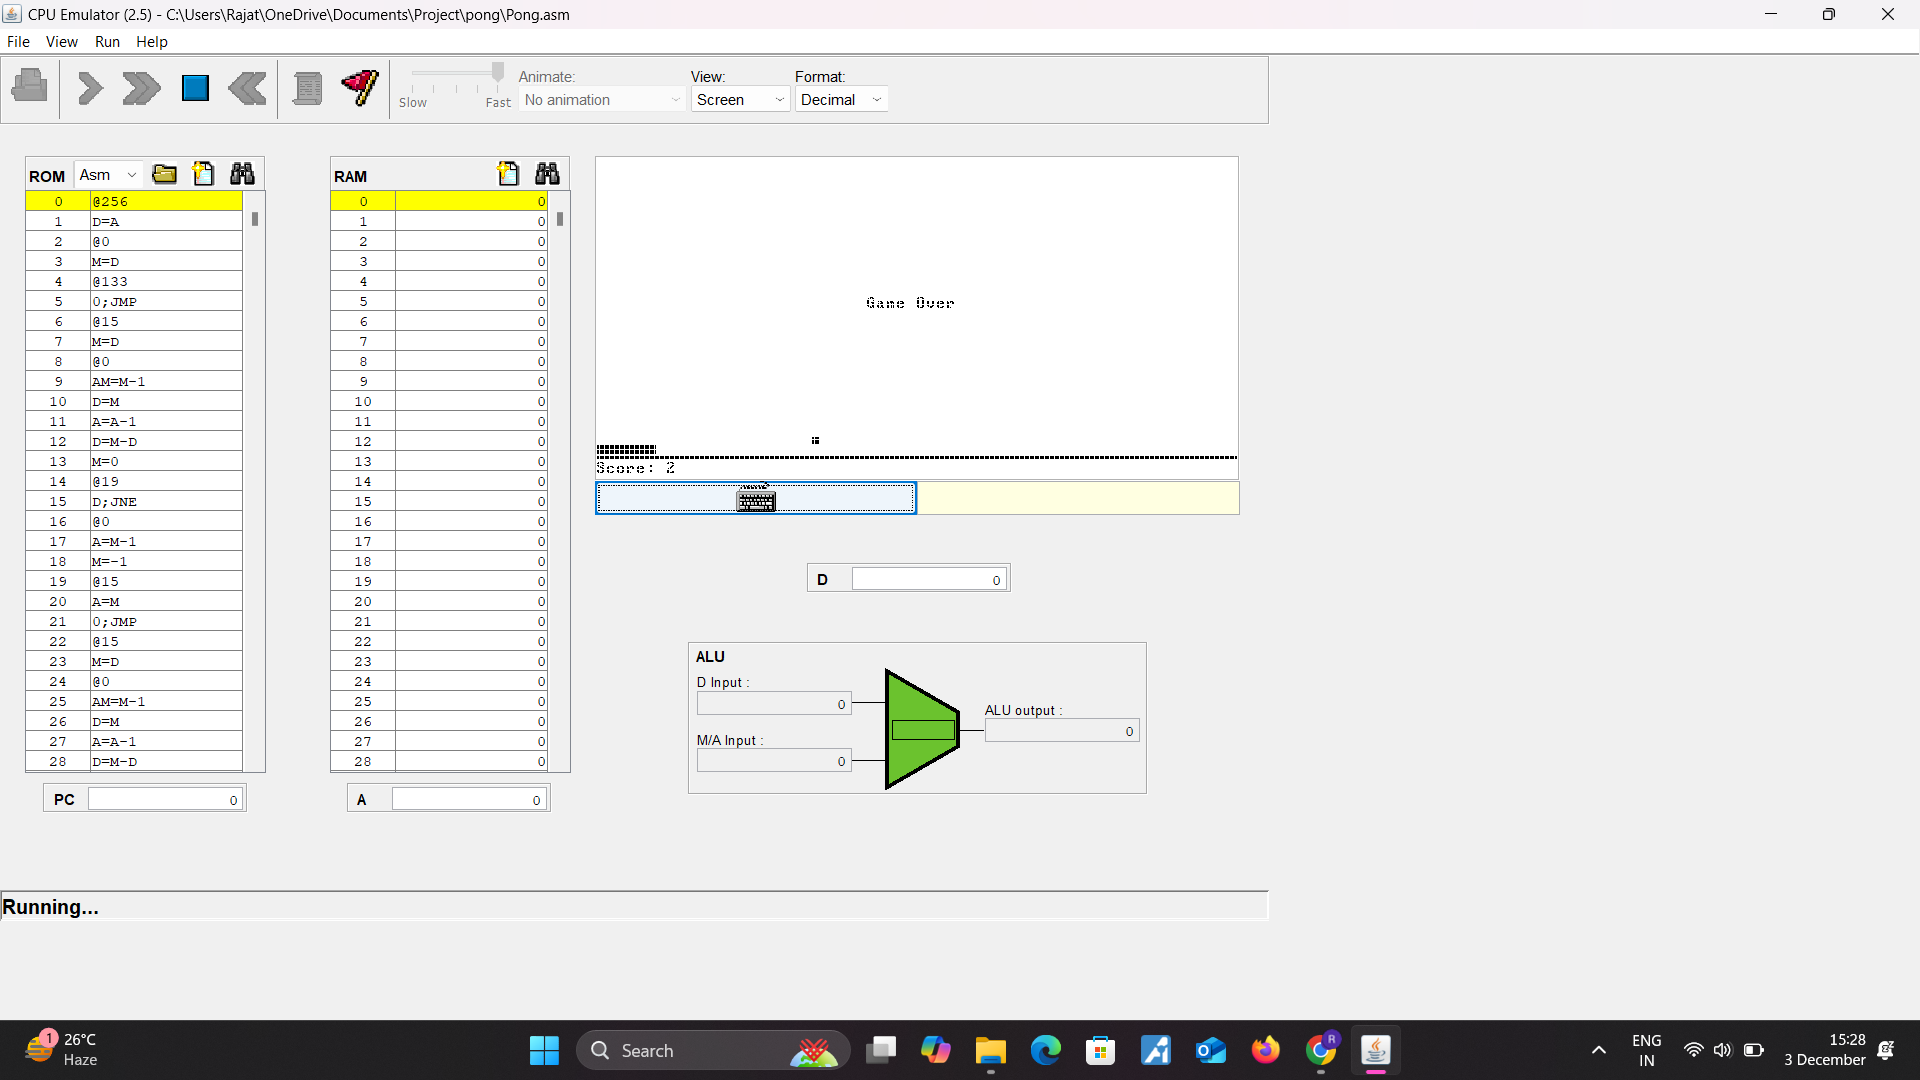 CPU Emulator (2.5) - C:\Users\Rajat\OneDrive\Documents\Project\pong\Pong.asm
File View Run Help
Slow Fast
Animate:
No animation
View:
Screen
Format:
Decimal
ROM Asm
0 @256
1 D=A
2 @0
3 M=D
4 @133
5 0;JMP
6 @15
7 M=D
8 @0
9 AM=M-1
10 D=M
11 A=A-1
12 D=M-D
13 M=0
14 @19
15 D;JNE
16 @0
17 A=M-1
18 M=-1
19 @15
20 A=M
21 0;JMP
22 @15
23 M=D
24 @0
25 AM=M-1
26 D=M
27 A=A-1
28 D=M-D
PC 0
RAM
0 0
1 0
2 0
3 0
4 0
5 0
6 0
7 0
8 0
9 0
10 0
11 0
12 0
13 0
14 0
15 0
16 0
17 0
18 0
19 0
20 0
21 0
22 0
23 0
24 0
25 0
26 0
27 0
28 0
A 0
Game Over
Score: 2
D 0
ALU
D Input :
0
M/A Input :
0
ALU output :
0
Running...
1
26°C
Haze
Search
R
ENG
IN
15:28
3 December